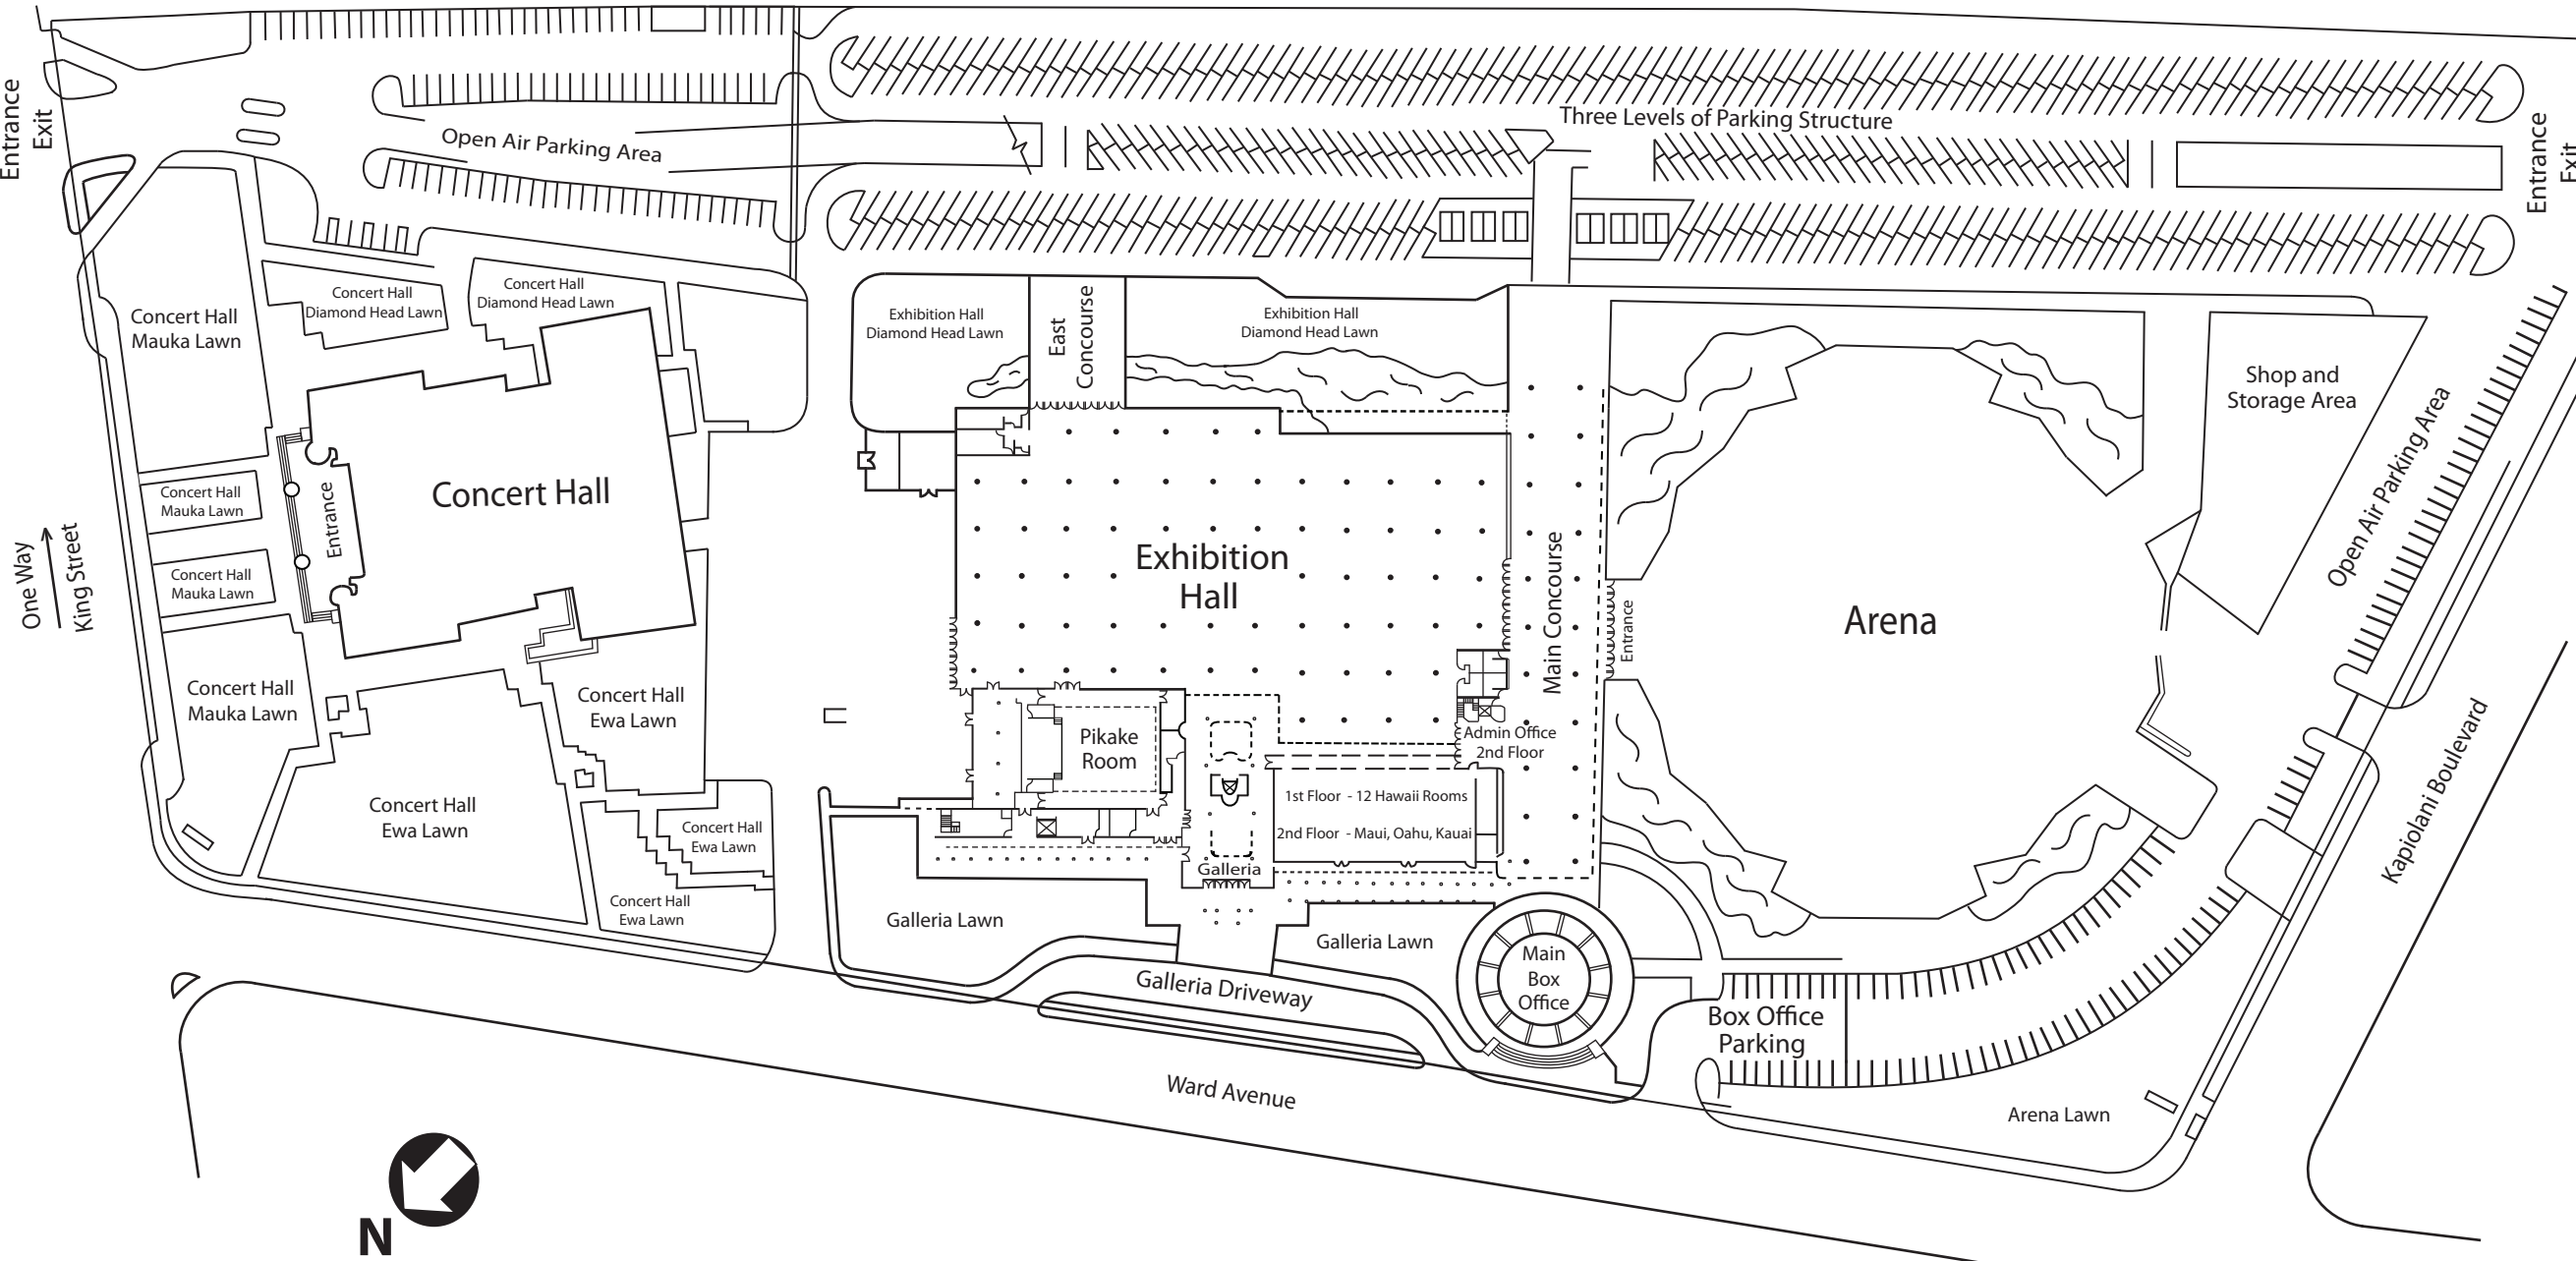 Entrance
Exit
Open Air Parking Area
Three Levels of Parking Structure
Entrance
Exit
Concert Hall
Mauka Lawn
Concert Hall
Diamond Head Lawn
Concert Hall
Diamond Head Lawn
Exhibition Hall
Diamond Head Lawn
East
Concourse
Exhibition Hall
Diamond Head Lawn
Shop and
Storage Area
Open Air Parking Area
Concert Hall
Mauka Lawn
Entrance
Concert Hall
One Way
King Street
Concert Hall
Mauka Lawn
Exhibition
Hall
Main Concourse
Entrance
Arena
Concert Hall
Mauka Lawn
Concert Hall
Ewa Lawn
Pikake
Room
Admin Office
2nd Floor
Kapiolani Boulevard
Concert Hall
Ewa Lawn
Concert Hall
Ewa Lawn
1st Floor - 12 Hawaii Rooms
2nd Floor - Maui, Oahu, Kauai
Galleria
Concert Hall
Ewa Lawn
Galleria Lawn
Galleria Lawn
Main
Box
Office
Galleria Driveway
Box Office
Parking
Ward Avenue
Arena Lawn
N